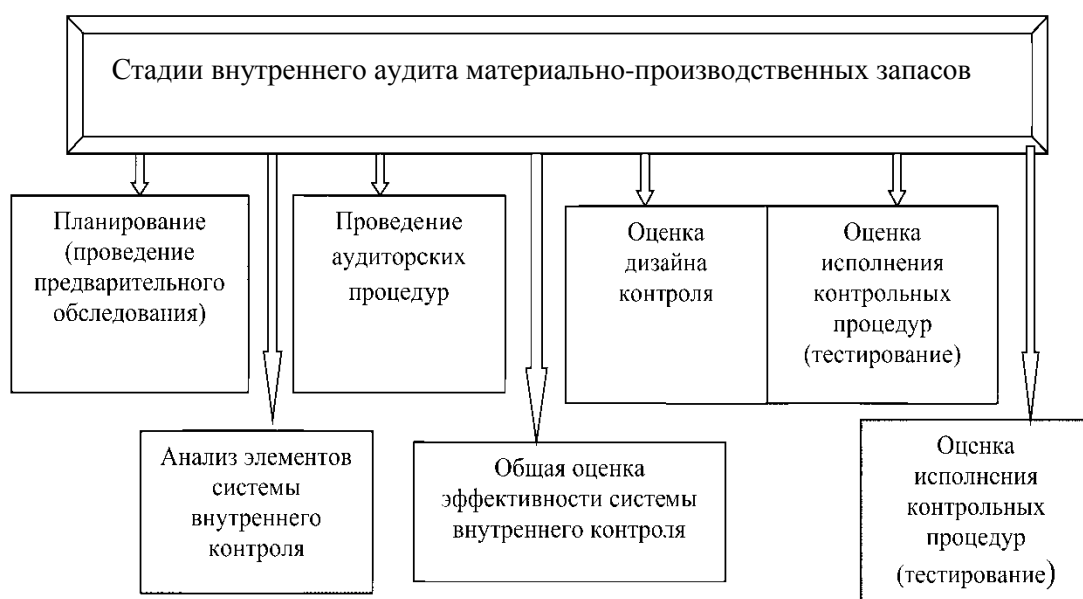 Стадии внутреннего аудита материально-производственных запасов
Планирование
(проведение
предварительного
обследования)
Проведение
аудиторских
процедур
Оценка
дизайна
контроля
Оценка
исполнения
контрольных
процедур
(тестирование)
Анализ элементов
системы
внутреннего
контроля
Общая оценка
эффективности системы
внутреннего контроля
Оценка
исполнения
контрольных
процедур
(тестирование)